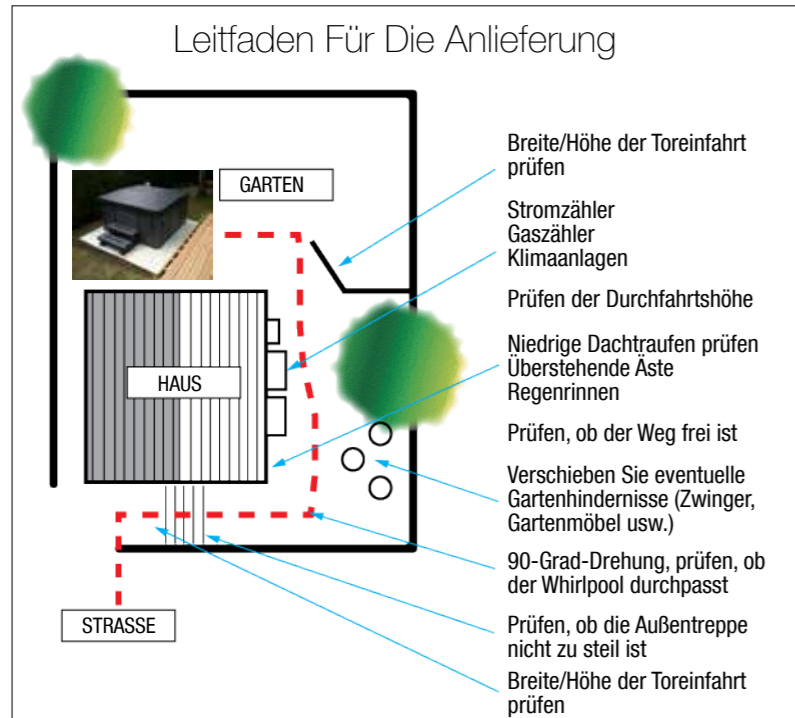 Leitfaden Für Die Anlieferung
GARTEN
HAUS
STRASSE
Breite/Höhe der Toreinfahrt
prüfen
Stromzähler
Gaszähler
Klimaanlagen
Prüfen der Durchfahrtshöhe
Niedrige Dachtraufen prüfen
Überstehende Äste
Regenrinnen
Prüfen, ob der Weg frei ist
Verschieben Sie eventuelle
Gartenhindernisse (Zwinger,
Gartenmöbel usw.)
90-Grad-Drehung, prüfen, ob
der Whirlpool durchpasst
Prüfen, ob die Außentreppe
nicht zu steil ist
Breite/Höhe der Toreinfahrt
prüfen